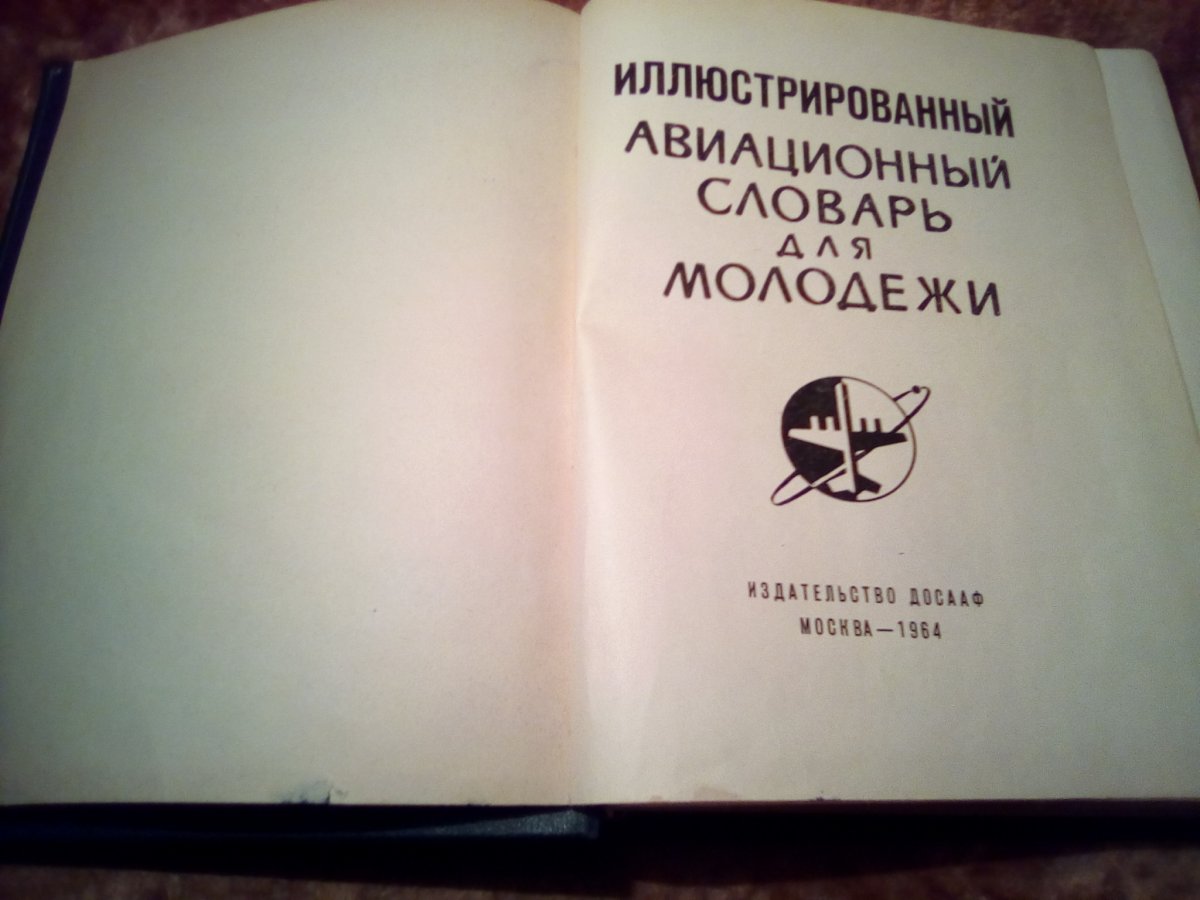 ИЛЛЮСТРИРОВАННЫЙ
АВИАЦИОННЫЙ
СЛОВАРЬ
ДЛЯ
МОЛОДЕЖИ
ИЗДАТЕЛЬСТВО ДОСААФ
МОСКВА—1964